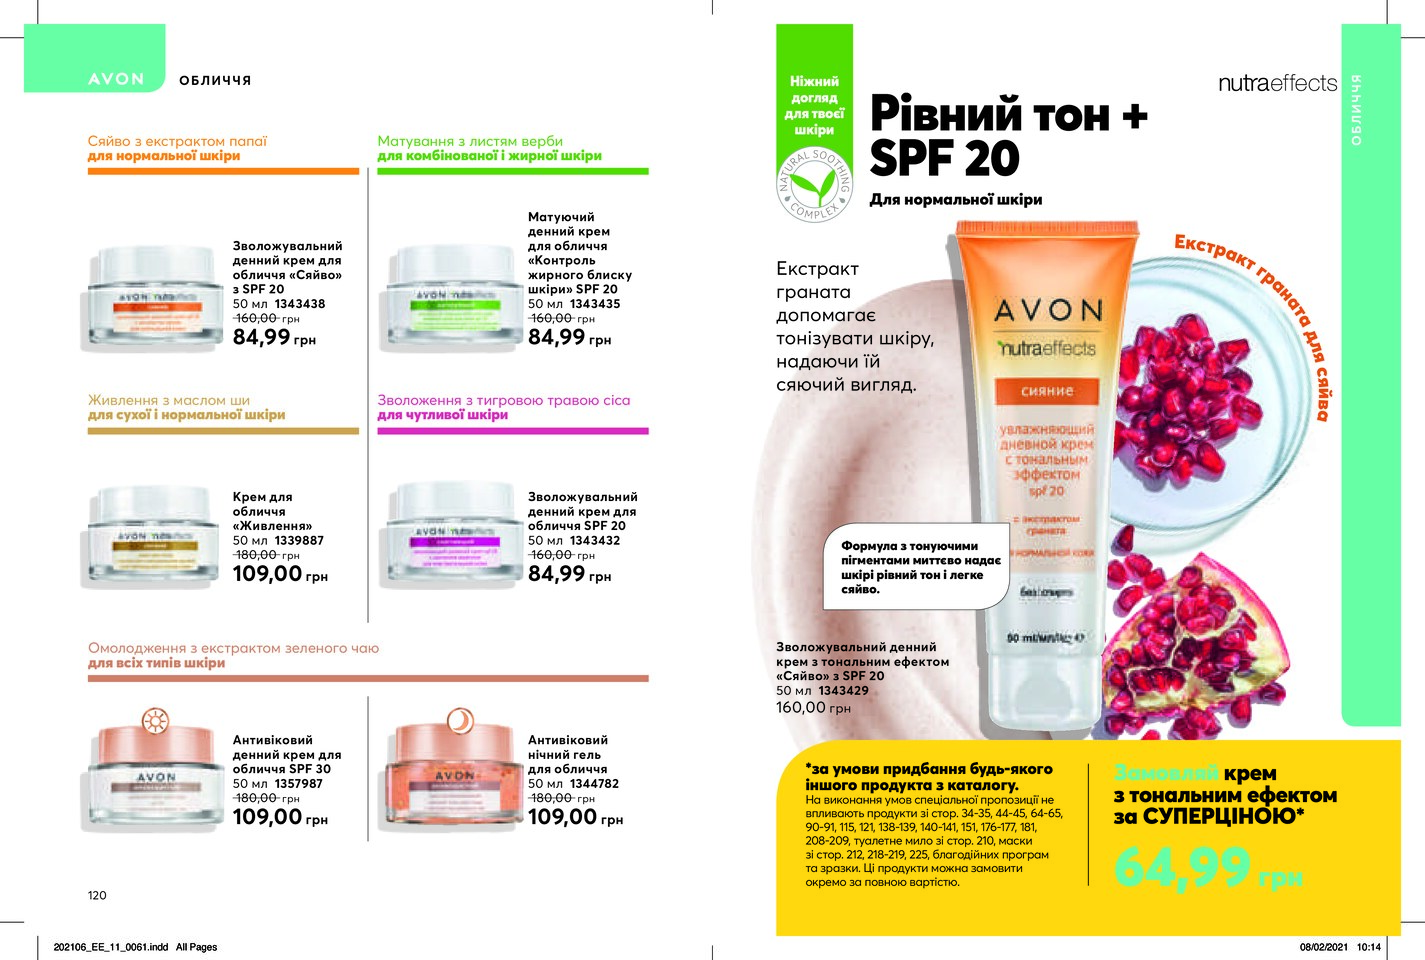 AVON
ОБЛИЧЧЯ
Сяйво з екстрактом папаї
для нормальної шкіри
Зволожувальний
денний крем для
обличчя «Сяйво»
з SPF 20
50 мл 1343438
160,00 грн
84,99 грн
Матування з листям верби
для комбінованої і жирної шкіри
Матуючий
денний крем
для обличчя
«Контроль
жирного блиску
шкіри» SPF 20
50 мл 1343435
160,00 грн
84,99 грн
Живлення з маслом ши
для сухої і нормальної шкіри
Крем для
обличчя
«Живлення»
50 мл 1339887
180,00 грн
109,00 грн
Зволоження з тигровою травою сіса
для чутливої шкіри
Зволожувальний
денний крем для
обличчя SPF 20
50 мл 1343432
160,00 грн
84,99 грн
Омолодження з екстрактом зеленого чаю
для всіх типів шкіри
AVON
Антивіковий
денний крем для
обличчя SPF 30
50 мл 1357987
180,00 грн
109,00 грн
AVON
Антивіковий
нічний гель
для обличчя
50 мл 1344782
180,00 грн
109,00 грн
120
Ніжний
догляд
для твоєї
шкіри
NATURAL SOOTHING
COMPLEX
Рівний тон +
SPF 20
Для нормальної шкіри
nutraeffects
ОБЛИЧЧЯ
Екстракт
граната
допомагає
тонізувати шкіру,
надаючи їй
сяючий вигляд.
Екстракт граната для сяйва
AVON
nutraeffects
сияние
увлажняющий
дневной крем
с тональным
эффектом
spf 20
с экстрактом
граната
для нормальной кожи
50 ml
Формула з тонуючими
пігментами миттєво надає
шкірі рівний тон і легке
сяйво.
Зволожувальний денний
крем з тональним ефектом
«Сяйво» з SPF 20
50 мл 1343429
160,00 грн
*за умови придбання будь-якого
іншого продукта з каталогу.
На виконання умов спеціальної пропозиції не
впливають продукти зі стор. 34-35, 44-45, 64-65,
90-91, 115, 121, 138-139, 140-141, 151, 176-177, 181,
208-209, туалетне мило зі стор. 210, маски
зі стор. 212, 218-219, 225, благодійних програм
та зразки. Ці продукти можна замовити
окремо за повною вартістю.
Замовляй крем
з тональним ефектом
за СУПЕРЦІНОЮ*
64,99 грн
202106_EE_11_0061.indd All Pages
08/02/2021 10:14